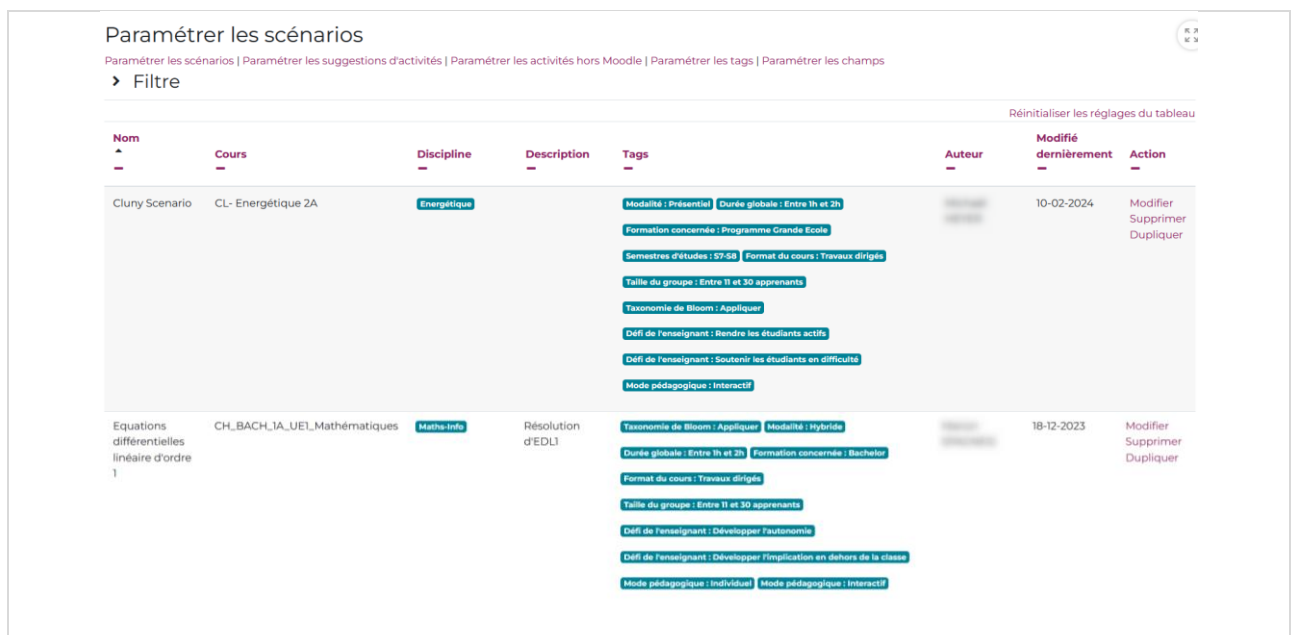 Paramétrer les scénarios
Paramétrer les scénarios | Paramétrer les suggestions d'activités | Paramétrer les activités hors Moodle | Paramétrer les tags | Paramétrer les champs
Filtre
Réinitialiser les réglages du tableau
Nom Cours Discipline Description Tags Auteur Modifié dernièrement Action
Cluny Scenario CL- Energétique 2A Energétique Modalité : Présentiel Durée globale : Entre 1h et 2h 10-02-2024 Modifier
Supprimer
Dupliquer
Formation concernée : Programme Grande Ecole
Semestres d'études : S7-S8 Format du cours : Travaux dirigés
Taille du groupe : Entre 11 et 30 apprenants
Taxonomie de Bloom : Appliquer
Défi de l'enseignant : Rendre les étudiants actifs
Défi de l'enseignant : Soutenir les étudiants en difficulté
Mode pédagogique : Interactif
Equations
différentielles
linéaire d'ordre
1
CH_BACH_1A_UE1_Mathématiques Maths-Info
Résolution
d'EDL1
Taxonomie de Bloom : Appliquer Modalité : Hybride
Durée globale : Entre 1h et 2h Formation concernée : Bachelor
Format du cours : Travaux dirigés
Taille du groupe : Entre 11 et 30 apprenants
Défi de l'enseignant : Développer l'autonomie
Défi de l'enseignant : Développer l'implication en dehors de la classe
Mode pédagogique : Individuel Mode pédagogique : Interactif
18-12-2023
Modifier
Supprimer
Dupliquer